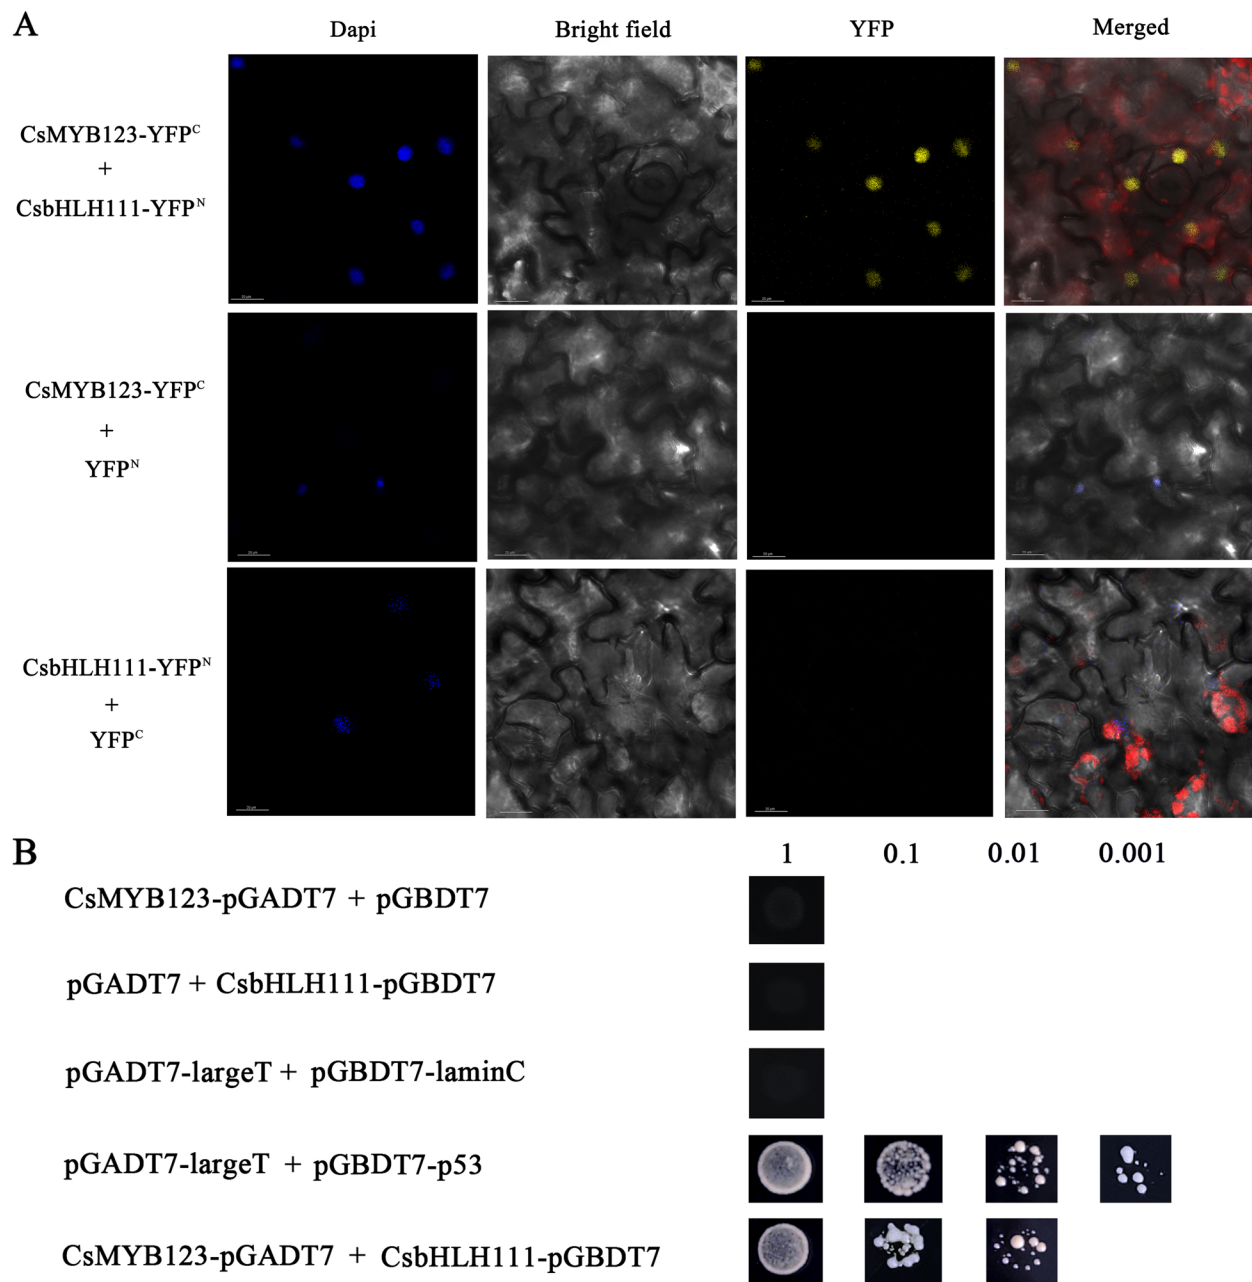 A
Dapi Bright field YFP Merged
CsMYB123-YFPᶜ
+
CsbHLH111-YFPᴺ
CsMYB123-YFPᶜ
+
YFPᴺ
CsbHLH111-YFPᴺ
+
YFPᶜ
B
1 0.1 0.01 0.001
CsMYB123-pGADT7 + pGBDT7
pGADT7 + CsbHLH111-pGBDT7
pGADT7-largeT + pGBDT7-laminC
pGADT7-largeT + pGBDT7-p53
CsMYB123-pGADT7 + CsbHLH111-pGBDT7